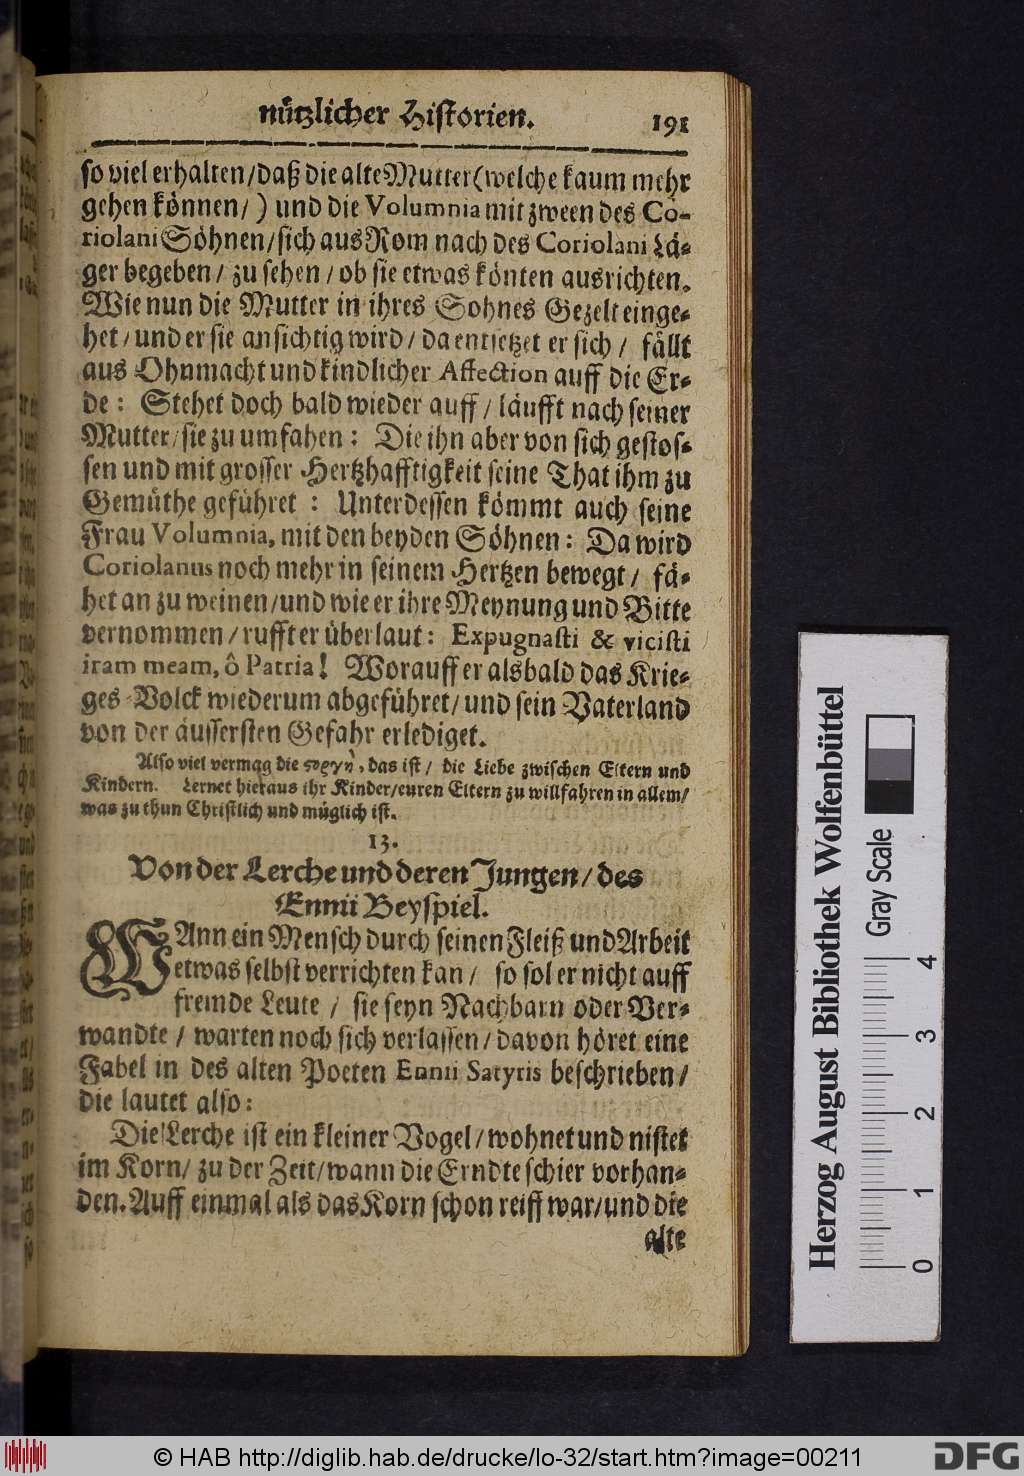 nützlicher Historien. 191
so viel erhalten/daß die alte Mutter (welche kaum mehr
gehen können/) und die Volumnia mit zween des Co-
riolani Söhnen/sich aus Rom nach des Coriolani Lä-
ger begeben/ zu sehen/ ob sie etwas könten ausrichten.
Wie nun die Mutter in ihres Sohnes Gezelt einge-
het/ und er sie ansichtig wird/ da entsetzet er sich/ fällt
aus Ohnmacht und kindlicher Affection auff die Er-
de: Stehet doch bald wieder auff/ läufft nach seiner
Mutter/sie zu umfahen: Die ihn aber von sich gestos-
sen und mit grosser Hertzhafftigkeit seine That ihm zu
Gemüthe geführet: Unterdessen kömmt auch seine
Frau Volumnia, mit den beyden Söhnen: Da wird
Coriolanus noch mehr in seinem Hertzen bewegt/ fä-
het an zu weinen/und wie er ihre Meynung und Bitte
vernommen/ruffter überlaut: Expugnasti & vicisti
iram meam, ô Patria! Worauff er alsbald das Krie-
ges-Volck wiederum abgeführet/ und sein Vaterland
von der äussersten Gefahr erlediget.
Also viel vermag die ςοργὴ, das ist/ die Liebe zwischen Eltern und
Kindern. Lernet hieraus ihr Kinder/euren Eltern zu willfahren in allem/
was zu thun Christlich und müglich ist.
13.
Von der Lerche und deren Jungen/des
Ennii Beyspiel.
WAnn ein Mensch durch seinen Fleiß und Arbeit
etwas selbst verrichten kan/ so sol er nicht auff
fremde Leute/ sie seyn Nachbarn oder Ver-
wandte/ warten noch sich verlassen/davon höret eine
Fabel in des alten Poeten Ennii Satyris beschrieben/
die lautet also:
Die Lerche ist ein kleiner Vogel/wohnet und nistet
im Korn/ zu der Zeit/wann die Erndte schier vorhan-
den. Auff einmal als das Korn schon reiff war/und die
alte
Herzog August Bibliothek Wolfenbüttel
Gray Scale
0 1 2 3 4
© HAB http://diglib.hab.de/drucke/lo-32/start.htm?image=00211
DFG